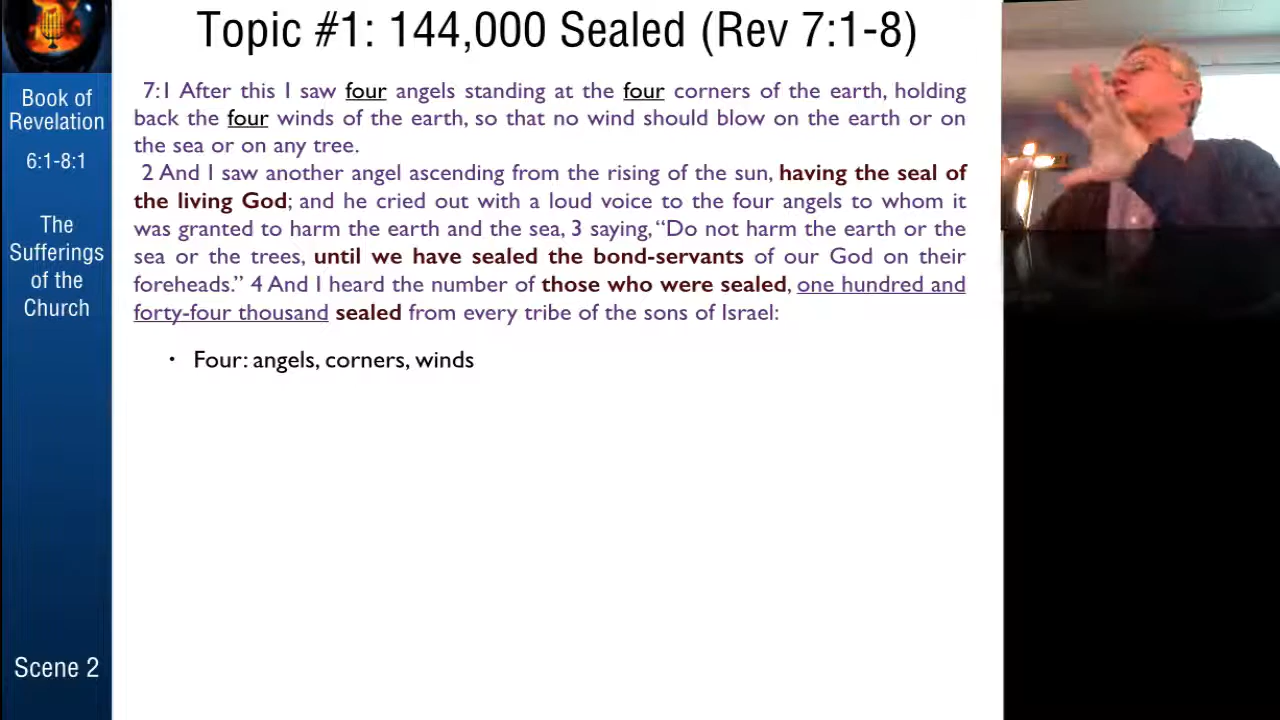 Topic #1: 144,000 Sealed (Rev 7:1-8)
Book of
Revelation
6:1-8:1
The
Sufferings
of the
Church
Scene 2
7:1 After this I saw four angels standing at the four corners of the earth, holding
back the four winds of the earth, so that no wind should blow on the earth or on
the sea or on any tree.
2 And I saw another angel ascending from the rising of the sun, having the seal of
the living God; and he cried out with a loud voice to the four angels to whom it
was granted to harm the earth and the sea, 3 saying, “Do not harm the earth or the
sea or the trees, until we have sealed the bond-servants of our God on their
foreheads.” 4 And I heard the number of those who were sealed, one hundred and
forty-four thousand sealed from every tribe of the sons of Israel:
• Four: angels, corners, winds